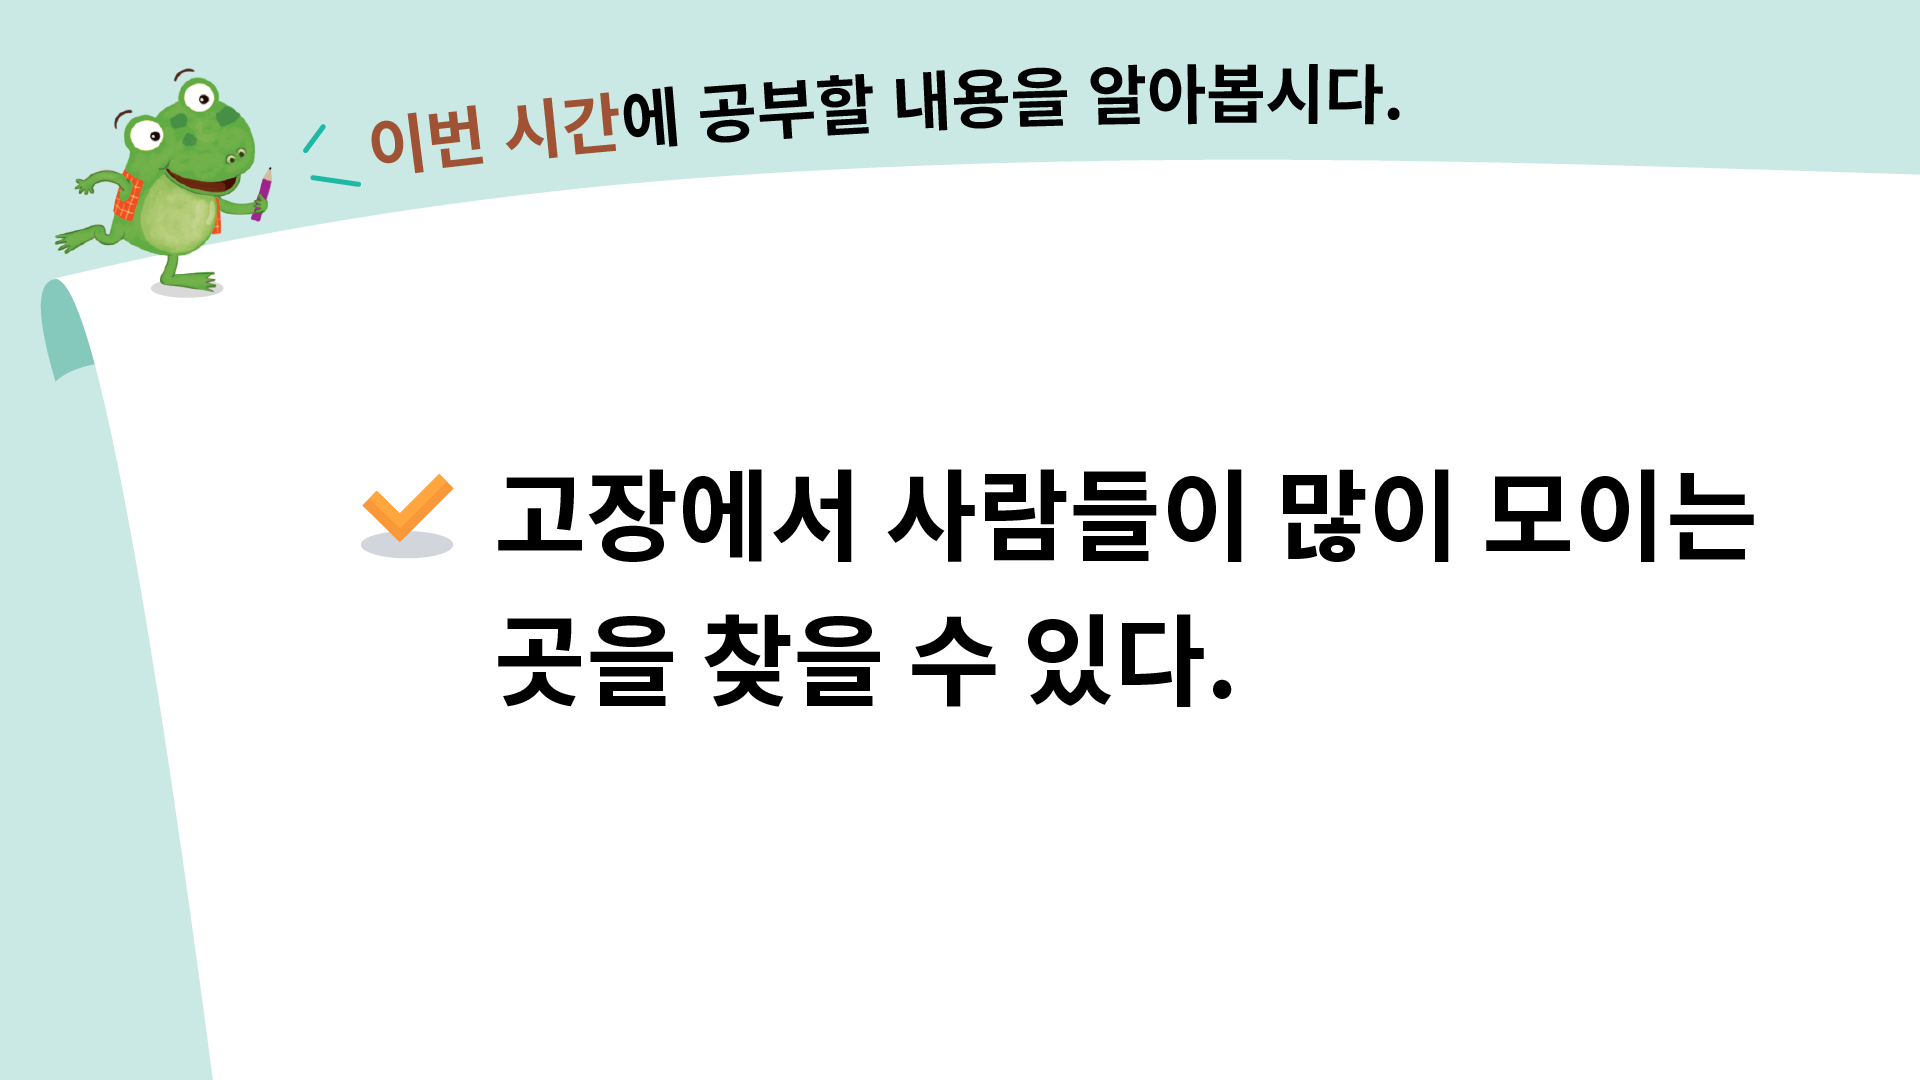 이번 시간에 공부할 내용을 알아봅시다.
고장에서 사람들이 많이 모이는
곳을 찾을 수 있다.